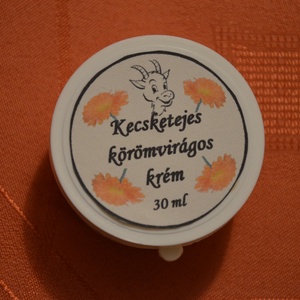 Kecsketejes
körömvirágos
krém
30 ml